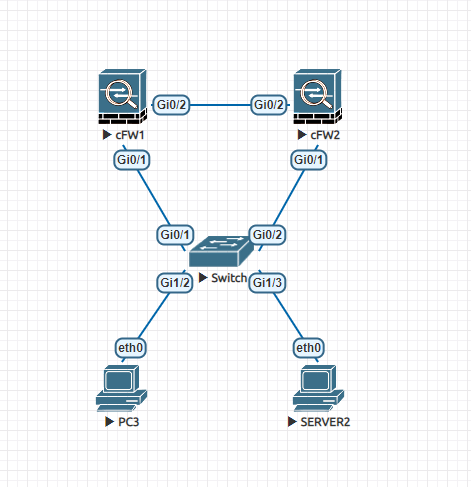 Gi0/2
Gi0/2
cFW1
cFW2
Gi0/1
Gi0/1
Gi0/1
Gi0/2
Switch
Gi1/2
Gi1/3
eth0
eth0
PC3
SERVER2